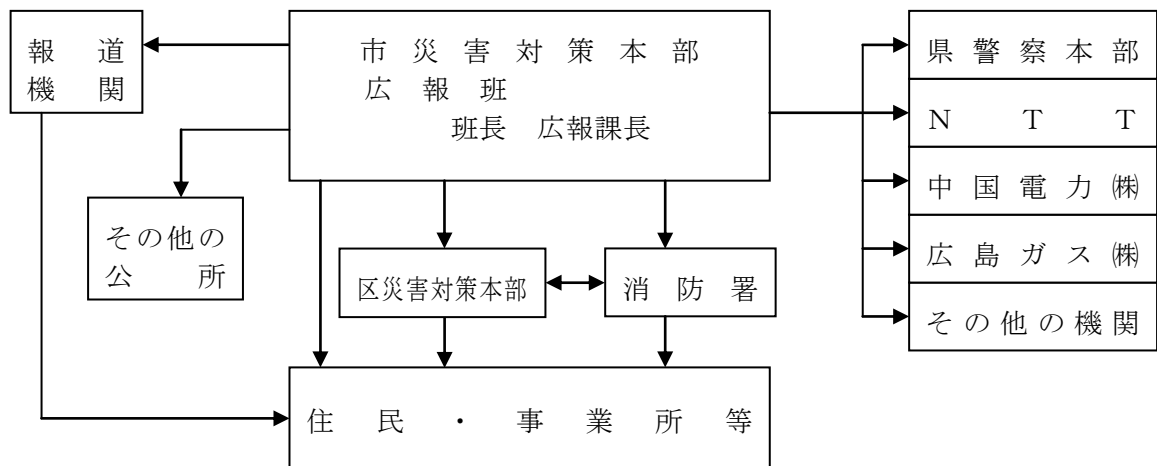 報道
機関
市災害対策本部
広報班
班長 広報課長
県警察本部
NTT
中国電力㈱
広島ガス㈱
その他の機関
その他の
公所
区災害対策本部
消防署
住民・事業所等